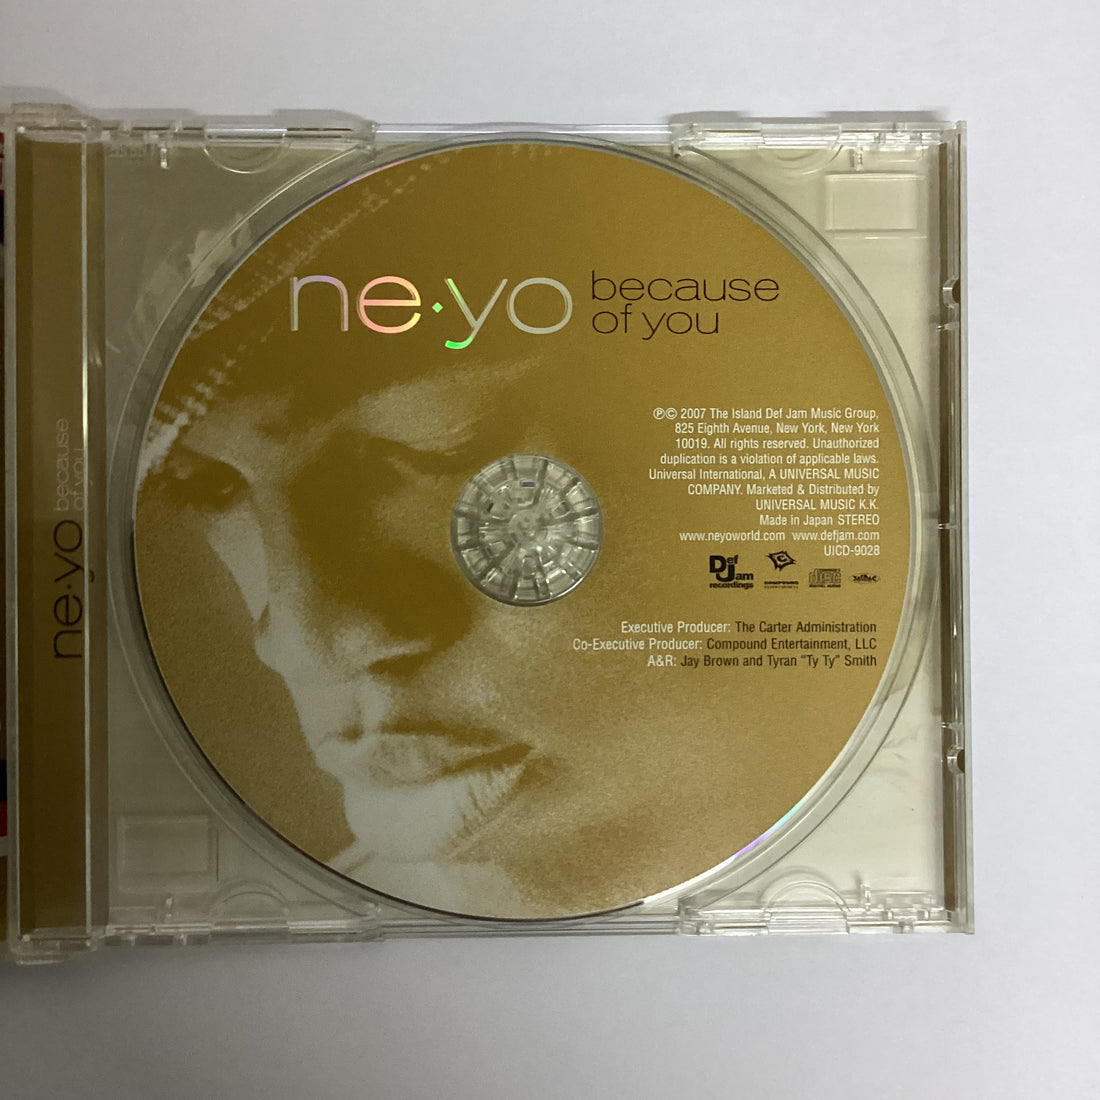 ne·yo
because
of you
℗© 2007 The Island Def Jam Music Group,
825 Eighth Avenue, New York, New York
10019. All rights reserved. Unauthorized
duplication is a violation of applicable laws.
Universal International, A UNIVERSAL MUSIC
COMPANY. Marketed & Distributed by
UNIVERSAL MUSIC K.K.
Made in Japan STEREO
www.neyoworld.com www.defjam.com
UICD-9028
Def
Jam
recordings
COMPOUND
disc
DIGITAL AUDIO
Executive Producer: The Carter Administration
Co-Executive Producer: Compound Entertainment, LLC
A&R: Jay Brown and Tyran "Ty Ty" Smith
ne·yo
because
of you